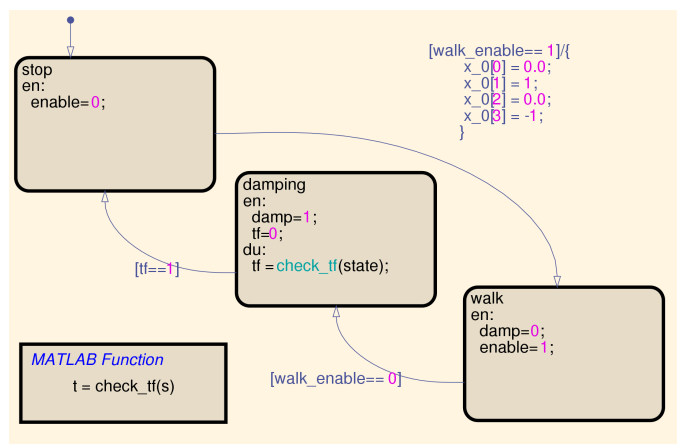 stop
en:
enable=0;
[walk_enable== 1]/{
x_0[0] = 0.0;
x_0[1] = 1;
x_0[2] = 0.0;
x_0[3] = -1;
}
damping
en:
damp=1;
tf=0;
du:
tf = check_tf(state);
[tf==1]
walk
en:
damp=0;
enable=1;
MATLAB Function
t = check_tf(s)
[walk_enable== 0]